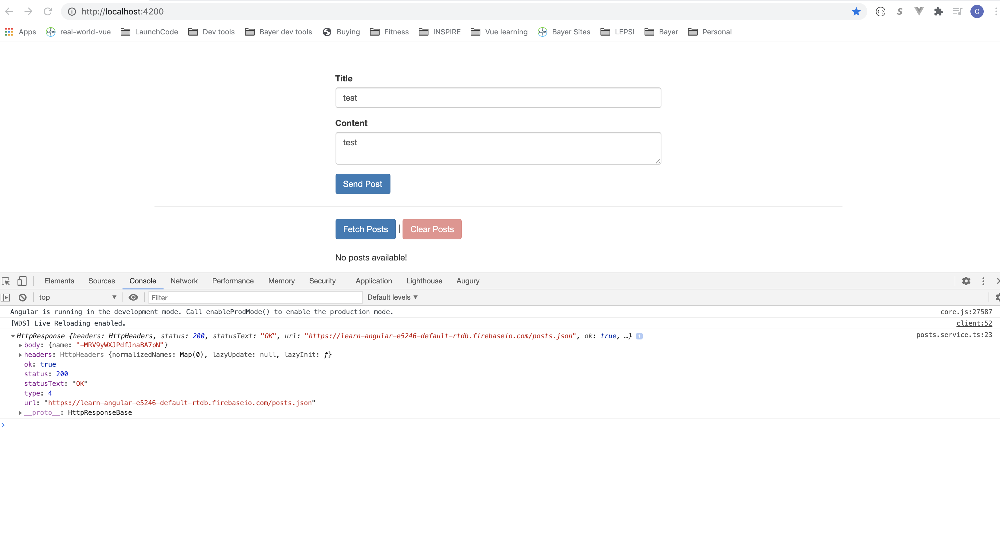 http://localhost:4200
C
Apps real-world-vue LaunchCode Dev tools Bayer dev tools Buying Fitness INSPIRE Vue learning Bayer Sites LEPSI Bayer Personal
Title
test
Content
test
Send Post
Fetch Posts | Clear Posts
No posts available!
Elements Sources Console Network Performance Memory Security Application Lighthouse Augury
top Filter Default levels
Angular is running in the development mode. Call enableProdMode() to enable the production mode. core.js:27587
[WDS] Live Reloading enabled. client:52
HttpResponse {headers: HttpHeaders, status: 200, statusText: "OK", url: "https://learn-angular-e5246-default-rtdb.firebaseio.com/posts.json", ok: true, …} i posts.service.ts:23
body: {name: "-MRV9yWXJPdfJnaBA7pN"}
headers: HttpHeaders {normalizedNames: Map(0), lazyUpdate: null, lazyInit: ƒ}
ok: true
status: 200
statusText: "OK"
type: 4
url: "https://learn-angular-e5246-default-rtdb.firebaseio.com/posts.json"
__proto__: HttpResponseBase